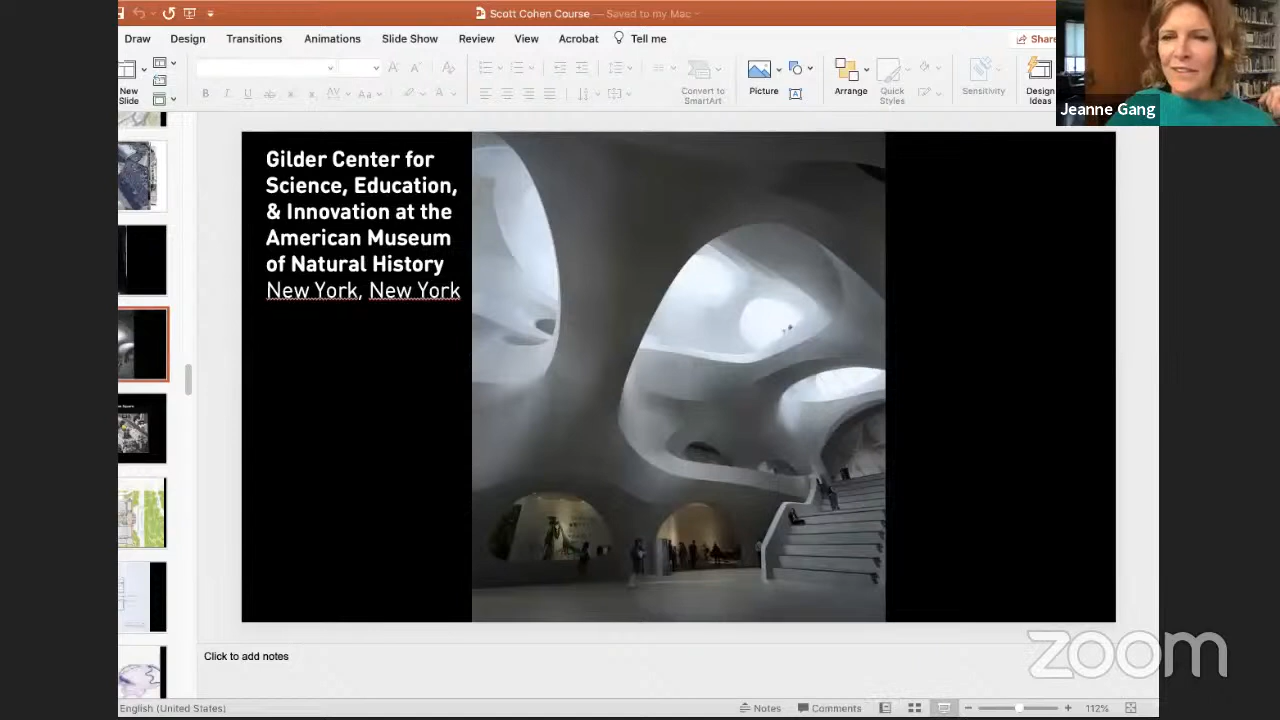 Scott Cohen Course — Saved to my Mac
Draw Design Transitions Animations Slide Show Review View Acrobat Tell me Share
New
Slide
Convert to
SmartArt
Picture
Arrange
Quick
Styles
Sensitivity
Design
Ideas
Jeanne Gang
Gilder Center for
Science, Education,
& Innovation at the
American Museum
of Natural History
New York, New York
Click to add notes
zoom
English (United States) Notes Comments 112%